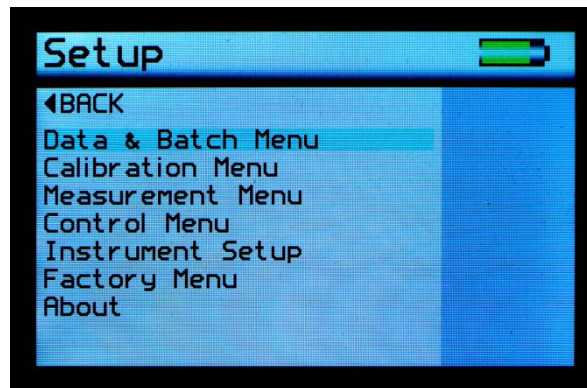 Setup
◀BACK
Data & Batch Menu
Calibration Menu
Measurement Menu
Control Menu
Instrument Setup
Factory Menu
About